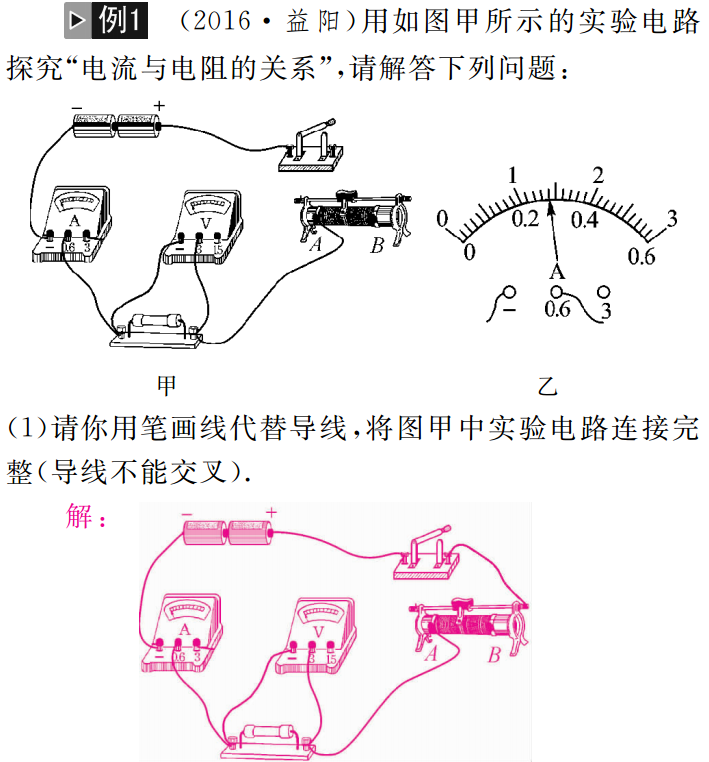 ▷ 例1 （2016·益阳）用如图甲所示的实验电路
探究“电流与电阻的关系”，请解答下列问题：
－ ＋
A V
－ 0.6 3 － 3 15
A B
甲
0 1 2 3
0 0.2 0.4 0.6
A
－ 0.6 3
乙
(1)请你用笔画线代替导线，将图甲中实验电路连接完
整(导线不能交叉).
解：
－ ＋
A V
－ 0.6 3 － 3 15
A B